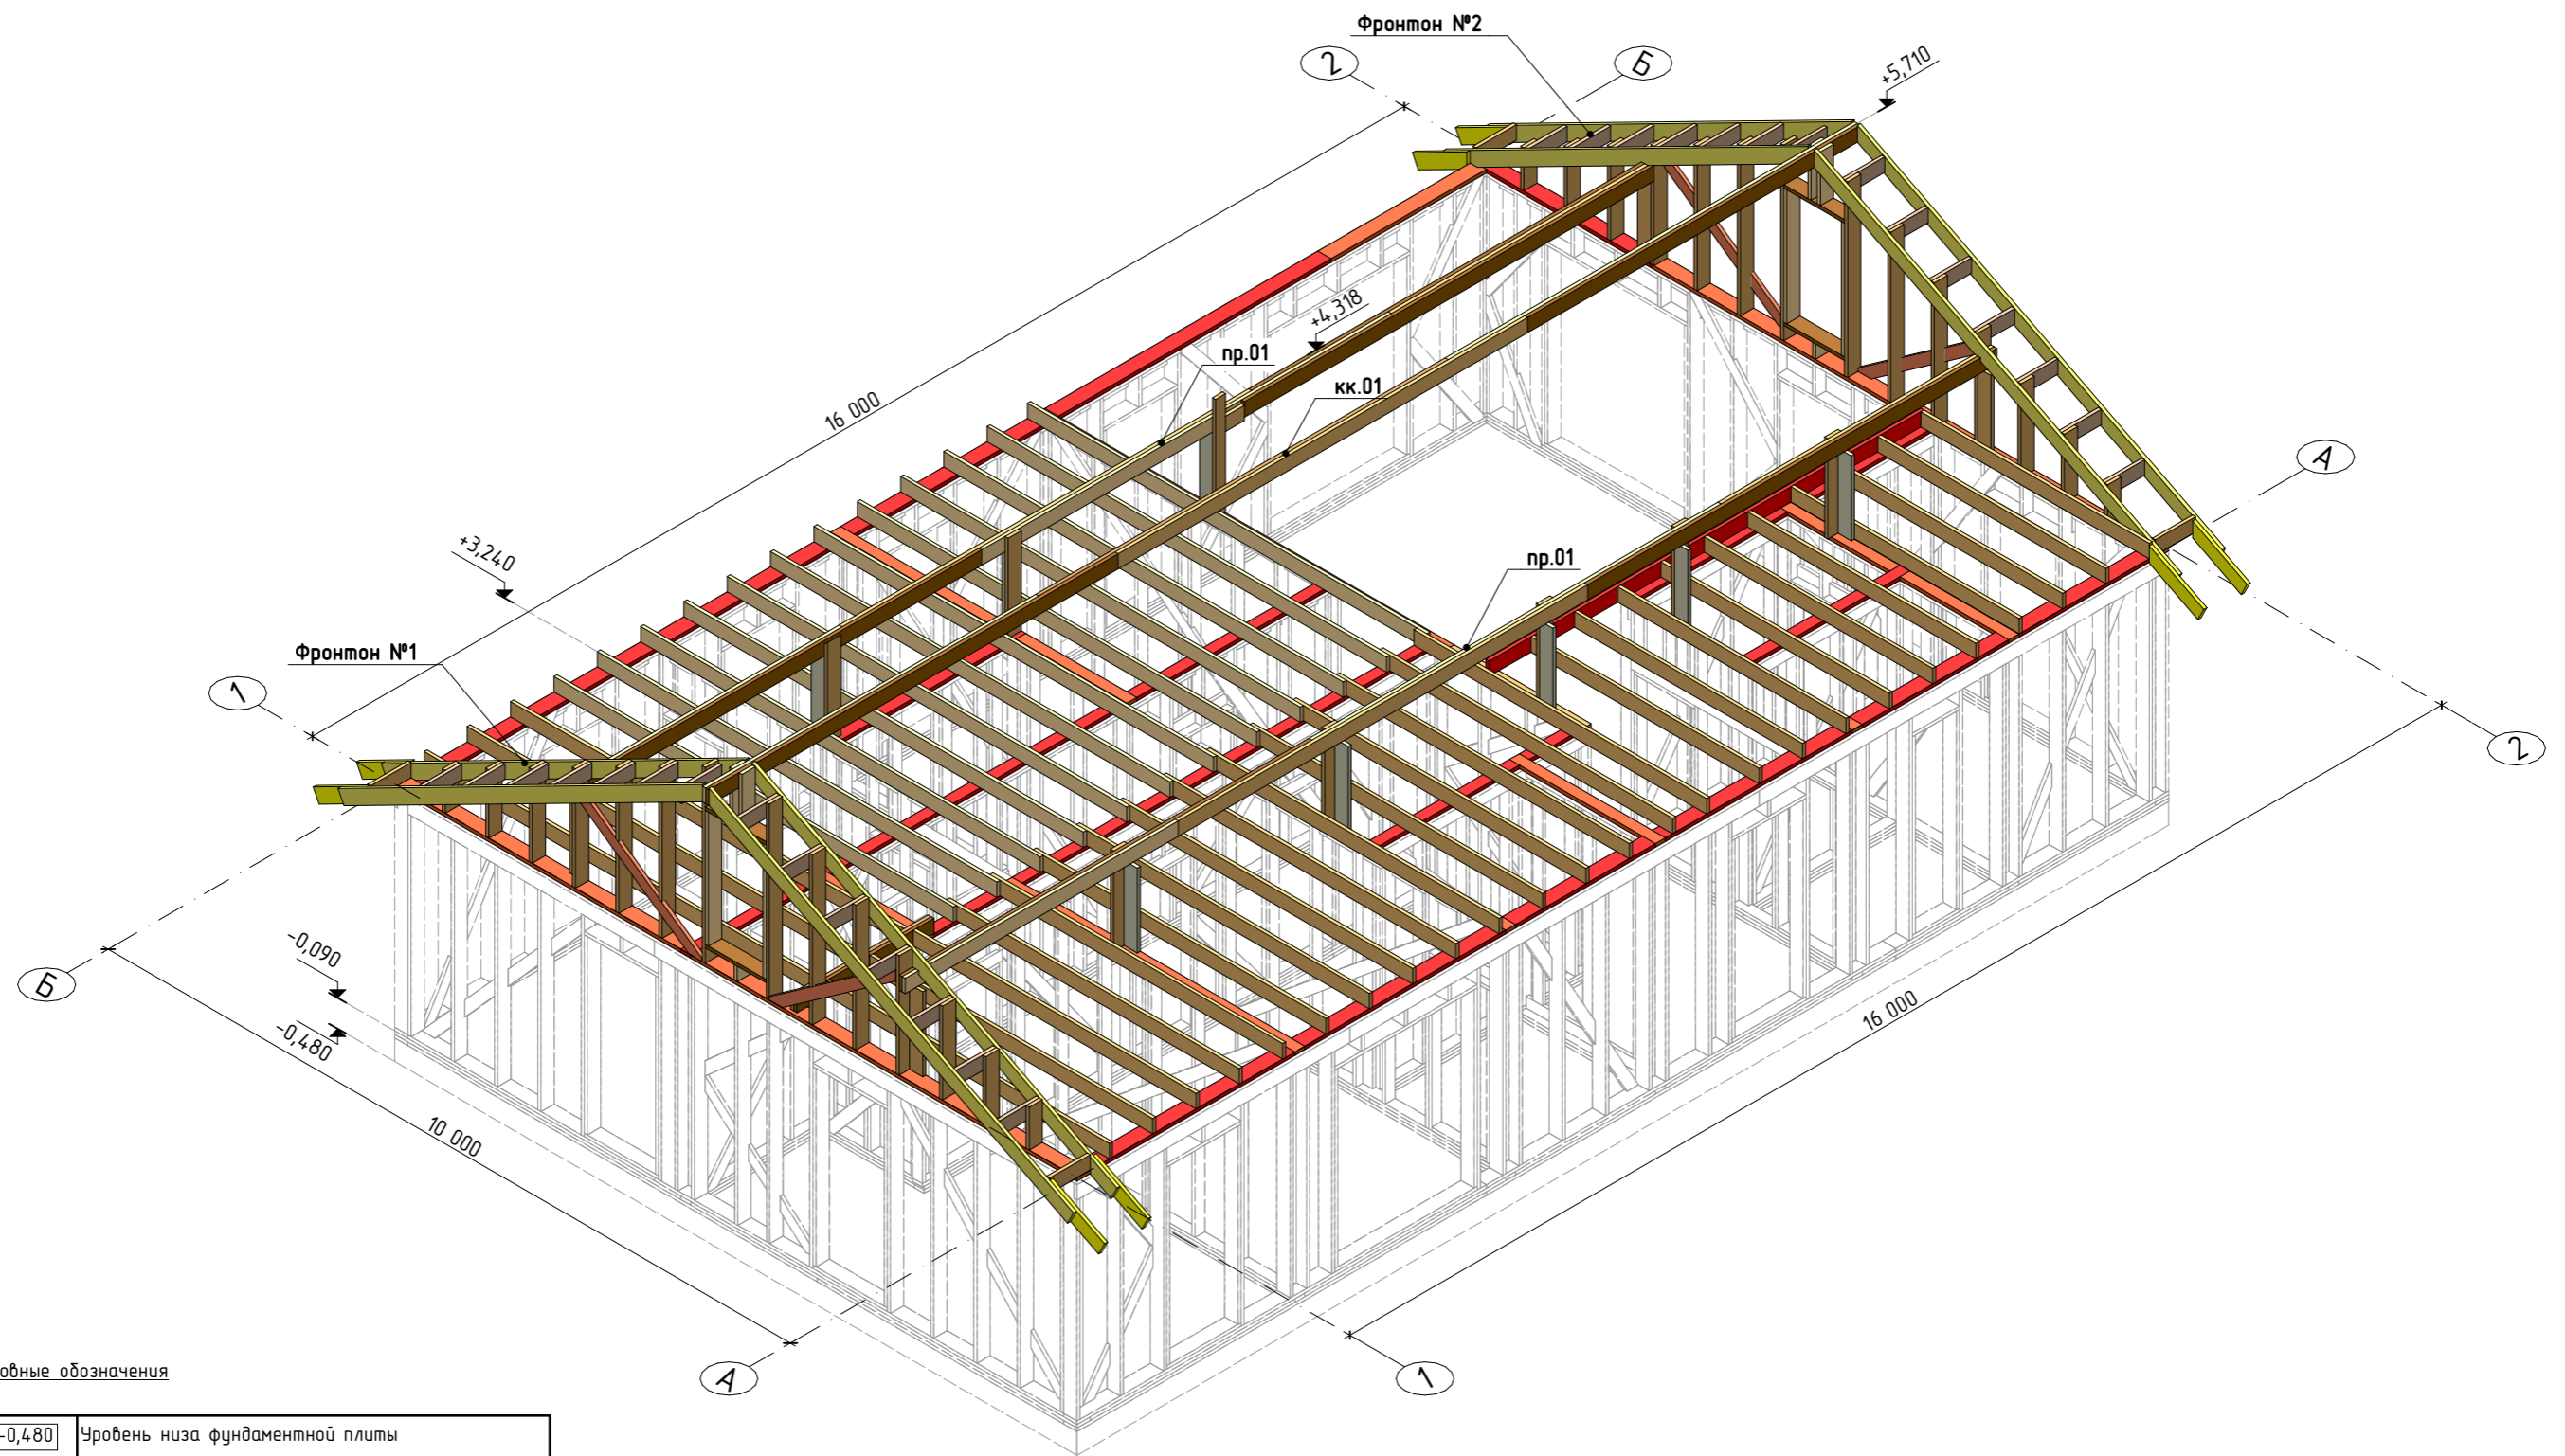 Фронтон №2
2
Б
+5,710
+4,318
пр.01
кк.01
16 000
А
+3,240
пр.01
Фронтон №1
1
2
-0,090
Б
-0,480
16 000
10 000
А
1
овные обозначения
-0,480 Уровень низа фундаментной плиты